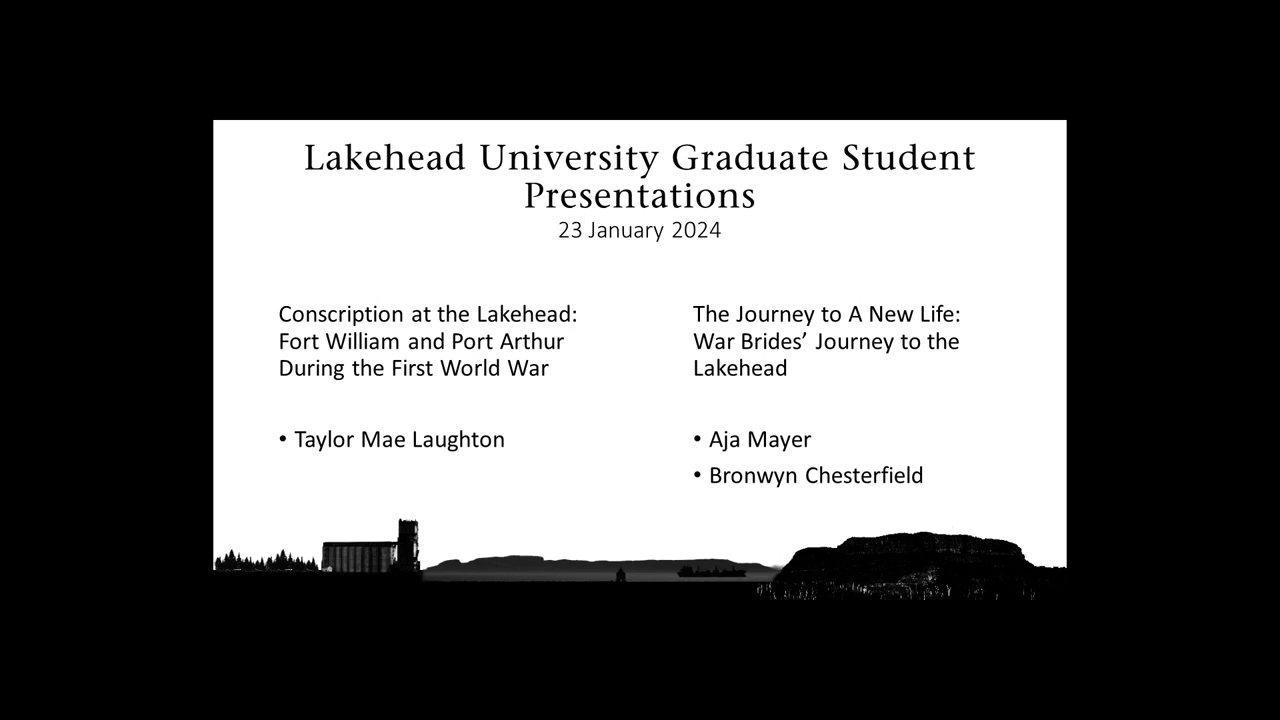 Lakehead University Graduate Student
Presentations
23 January 2024
Conscription at the Lakehead:
Fort William and Port Arthur
During the First World War
• Taylor Mae Laughton
The Journey to A New Life:
War Brides’ Journey to the
Lakehead
• Aja Mayer
• Bronwyn Chesterfield